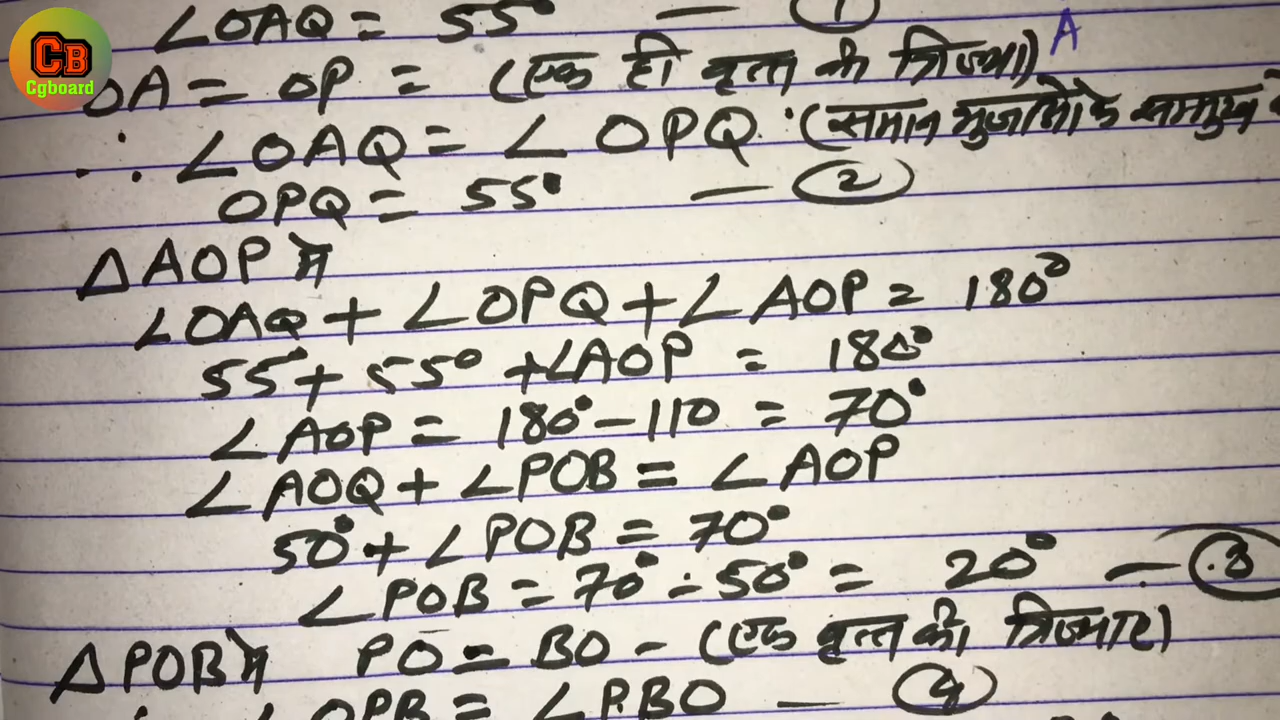 ∠OAQ = 55° — ①
CB
Cgboard
OA = OP = (एक ही वृत्त की त्रिज्या) A
∴ ∠OAQ = ∠OPQ (समान भुजाओं के सम्मुख
OPQ = 55° — ②
△AOP में
∠OAQ + ∠OPQ + ∠AOP = 180°
55° + 55° + ∠AOP = 180°
∠AOP = 180° - 110 = 70°
∠AOQ + ∠POB = ∠AOP
50° + ∠POB = 70°
∠POB = 70° - 50° = 20° — ③
△POB में PO = BO - (एक वृत्त की त्रिज्याए)
∠OPB = ∠PBO — ④